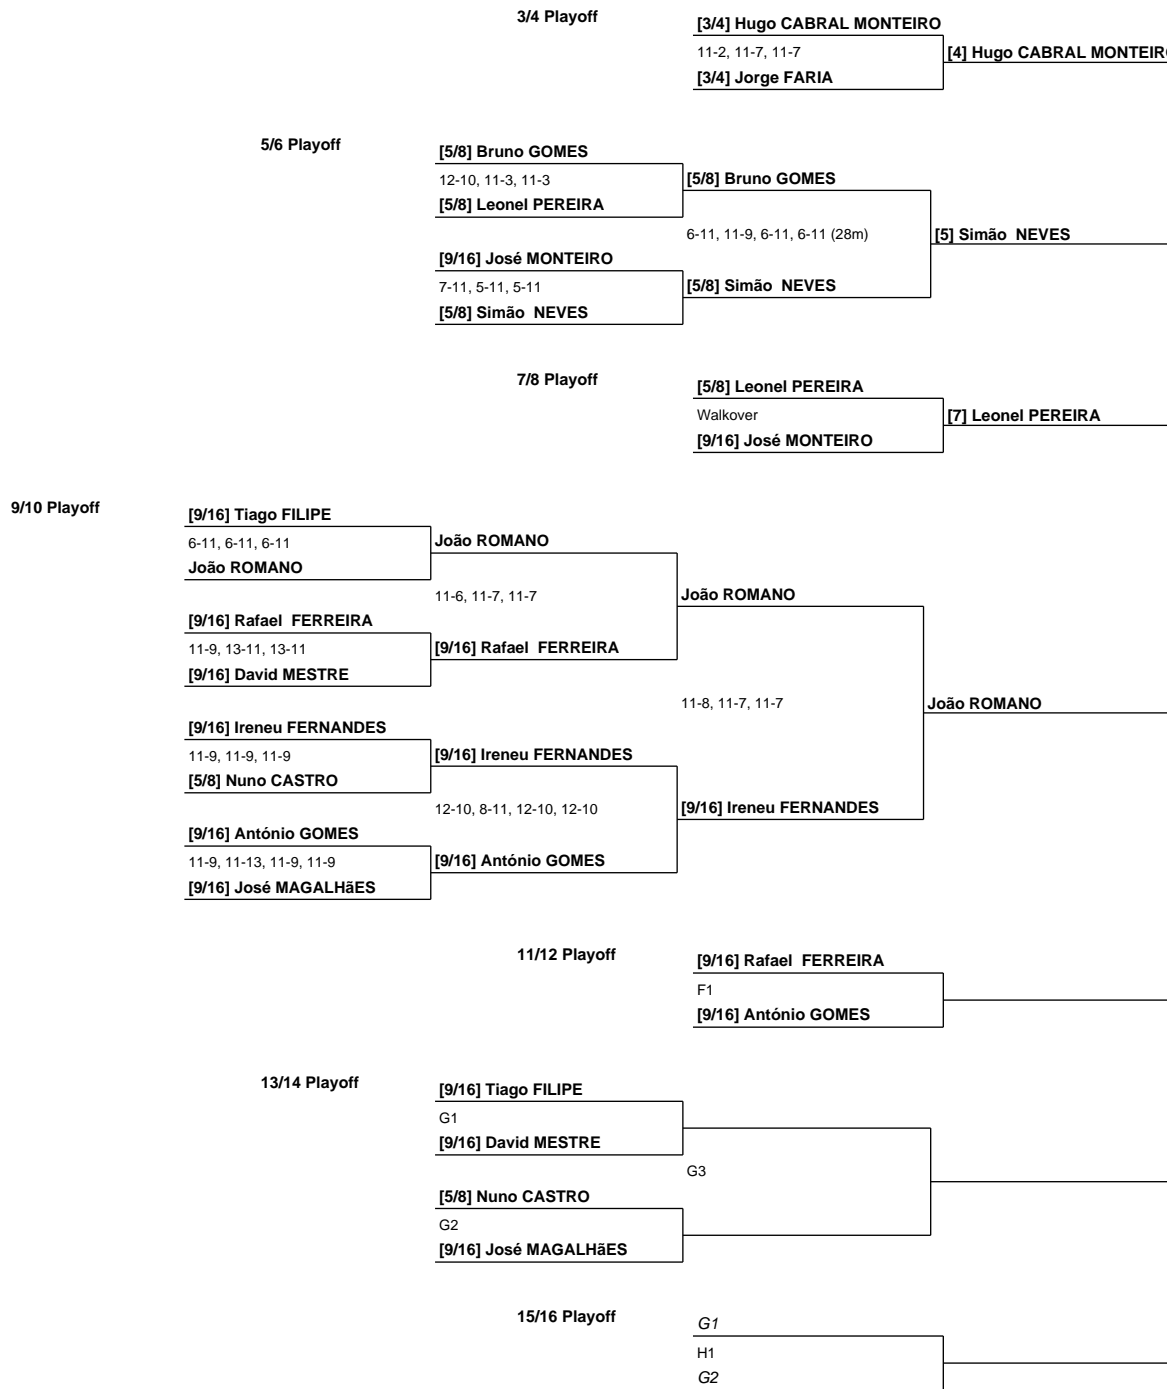 3/4 Playoff
[3/4] Hugo CABRAL MONTEIRO
11-2, 11-7, 11-7
[4] Hugo CABRAL MONTEIRO
[3/4] Jorge FARIA
5/6 Playoff
[5/8] Bruno GOMES
12-10, 11-3, 11-3
[5/8] Bruno GOMES
[5/8] Leonel PEREIRA
6-11, 11-9, 6-11, 6-11 (28m)
[5] Simão NEVES
[9/16] José MONTEIRO
7-11, 5-11, 5-11
[5/8] Simão NEVES
[5/8] Simão NEVES
7/8 Playoff
[5/8] Leonel PEREIRA
Walkover
[7] Leonel PEREIRA
[9/16] José MONTEIRO
9/10 Playoff
[9/16] Tiago FILIPE
6-11, 6-11, 6-11
João ROMANO
João ROMANO
11-6, 11-7, 11-7
João ROMANO
[9/16] Rafael FERREIRA
11-9, 13-11, 13-11
[9/16] Rafael FERREIRA
[9/16] David MESTRE
11-8, 11-7, 11-7
João ROMANO
[9/16] Ireneu FERNANDES
11-9, 11-9, 11-9
[9/16] Ireneu FERNANDES
[5/8] Nuno CASTRO
12-10, 8-11, 12-10, 12-10
[9/16] Ireneu FERNANDES
[9/16] António GOMES
11-9, 11-13, 11-9, 11-9
[9/16] António GOMES
[9/16] José MAGALHãES
11/12 Playoff
[9/16] Rafael FERREIRA
F1
[9/16] António GOMES
13/14 Playoff
[9/16] Tiago FILIPE
G1
[9/16] David MESTRE
G3
[5/8] Nuno CASTRO
G2
[9/16] José MAGALHãES
15/16 Playoff
G1
H1
G2